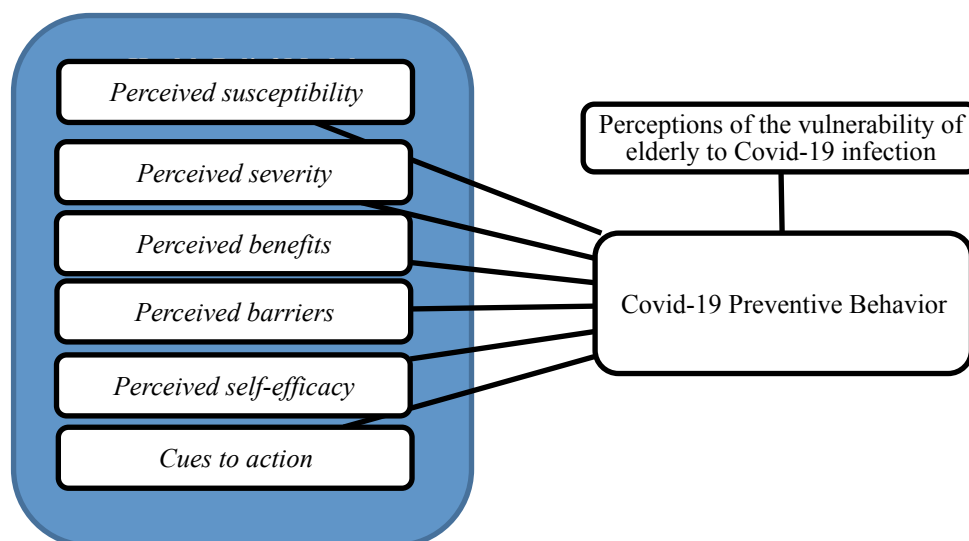 Perceived susceptibility
Perceived severity
Perceived benefits
Perceived barriers
Perceived self-efficacy
Cues to action
Perceptions of the vulnerability of
elderly to Covid-19 infection
Covid-19 Preventive Behavior